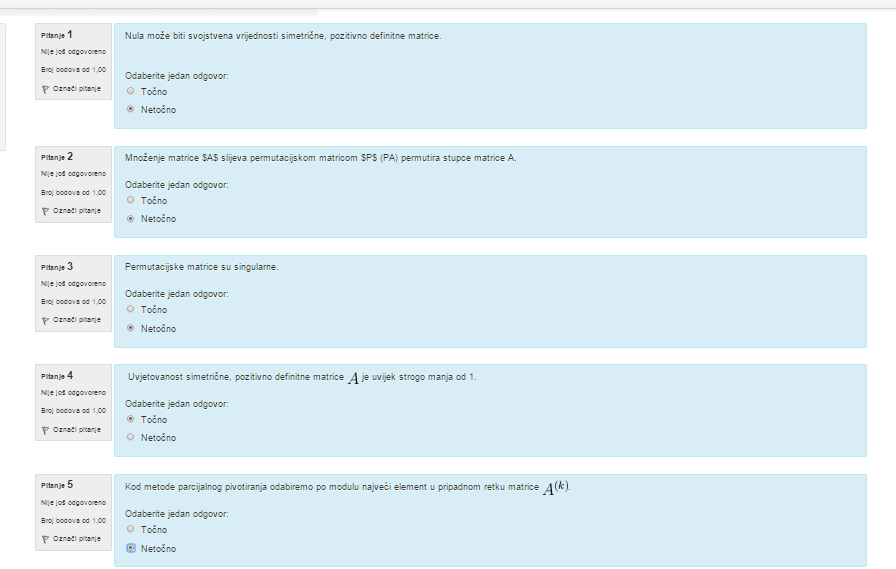 Pitanje 1
Nije još odgovoreno
Broj bodova od 1,00
Označi pitanje
Nula može biti svojstvena vrijednosti simetrične, pozitivno definitne matrice.
Odaberite jedan odgovor:
Točno
Netočno
Pitanje 2
Nije još odgovoreno
Broj bodova od 1,00
Označi pitanje
Množenje matrice $A$ slijeva permutacijskom matricom $P$ (PA) permutira stupce matrice A.
Odaberite jedan odgovor:
Točno
Netočno
Pitanje 3
Nije još odgovoreno
Broj bodova od 1,00
Označi pitanje
Permutacijske matrice su singularne.
Odaberite jedan odgovor:
Točno
Netočno
Pitanje 4
Nije još odgovoreno
Broj bodova od 1,00
Označi pitanje
Uvjetovanost simetrične, pozitivno definitne matrice A je uvijek strogo manja od 1.
Odaberite jedan odgovor:
Točno
Netočno
Pitanje 5
Nije još odgovoreno
Broj bodova od 1,00
Označi pitanje
Kod metode parcijalnog pivotiranja odabiremo po modulu najveći element u pripadnom retku matrice A^(k).
Odaberite jedan odgovor:
Točno
Netočno